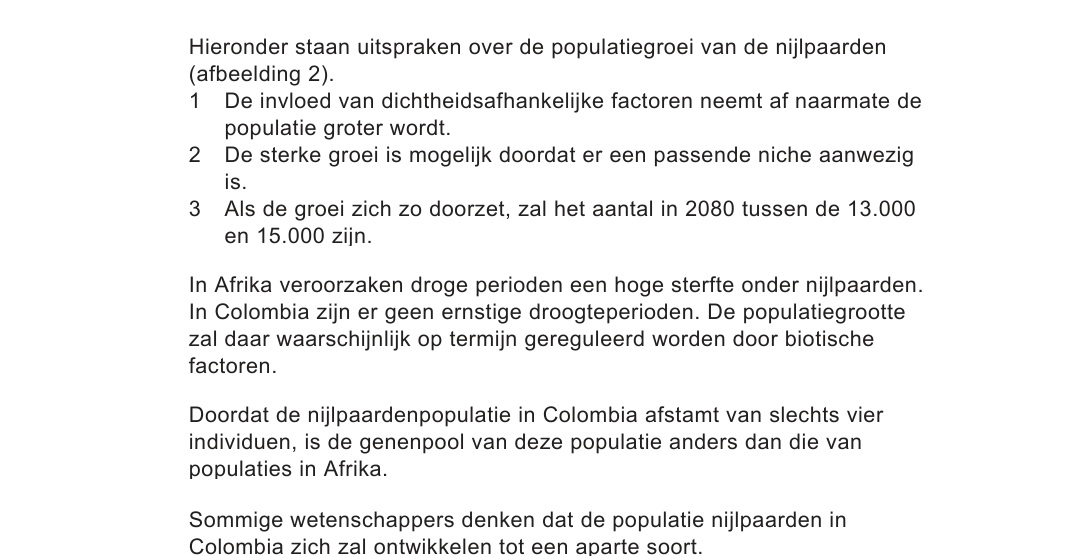 Hieronder staan uitspraken over de populatiegroei van de nijlpaarden
(afbeelding 2).
1 De invloed van dichtheidsafhankelijke factoren neemt af naarmate de
populatie groter wordt.
2 De sterke groei is mogelijk doordat er een passende niche aanwezig
is.
3 Als de groei zich zo doorzet, zal het aantal in 2080 tussen de 13.000
en 15.000 zijn.
In Afrika veroorzaken droge perioden een hoge sterfte onder nijlpaarden.
In Colombia zijn er geen ernstige droogteperioden. De populatiegrootte
zal daar waarschijnlijk op termijn gereguleerd worden door biotische
factoren.
Doordat de nijlpaardenpopulatie in Colombia afstamt van slechts vier
individuen, is de genenpool van deze populatie anders dan die van
populaties in Afrika.
Sommige wetenschappers denken dat de populatie nijlpaarden in
Colombia zich zal ontwikkelen tot een aparte soort.